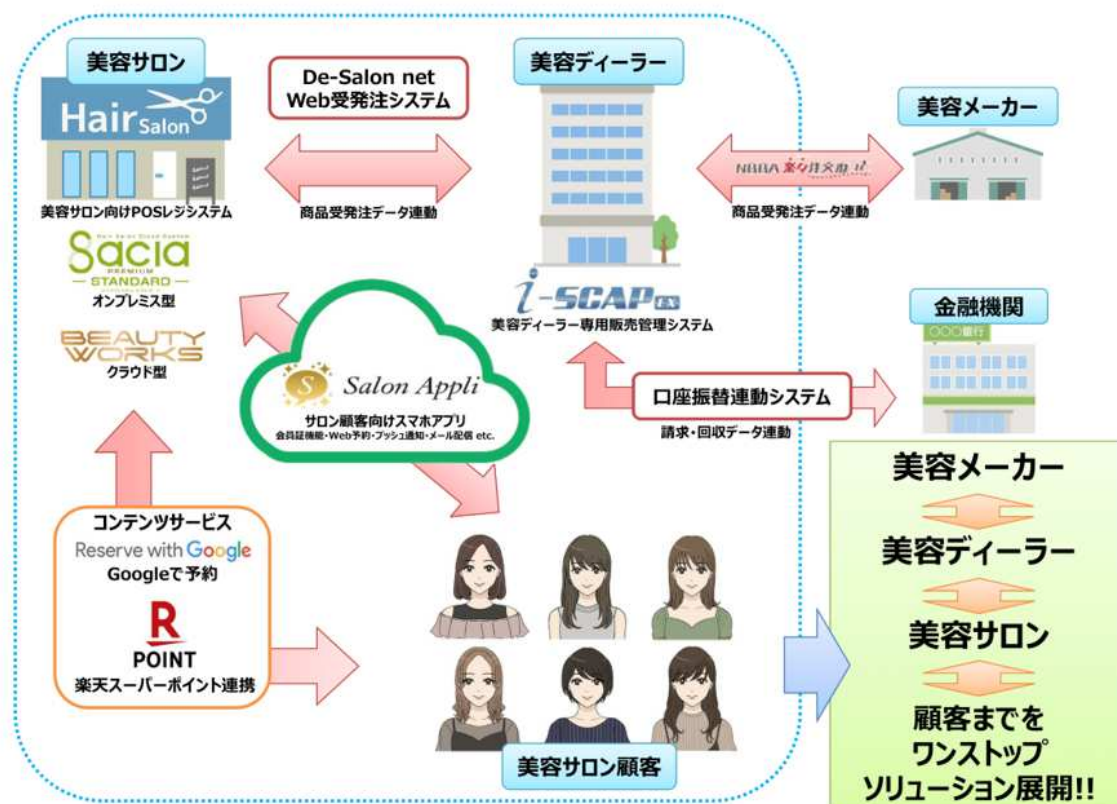 美容サロン
Hair Salon
美容サロン向けPOSレジシステム
Sacia
PREMIUM
STANDARD
オンプレミス型
BEAUTY
WORKS
クラウド型
De-Salon net
Web受発注システム
商品受発注データ連動
美容ディーラー
i-SCAP EX
美容ディーラー専用販売管理システム
美容メーカー
NBBA
商品受発注データ連動
金融機関
〇〇〇銀行
口座振替連動システム
請求・回収データ連動
S
Salon Appli
サロン顧客向けスマホアプリ
会員証機能・Web予約・プッシュ通知・メール配信 etc.
コンテンツサービス
Reserve with Google
Googleで予約
R
POINT
楽天スーパーポイント連携
美容サロン顧客
美容メーカー
美容ディーラー
美容サロン
顧客までを
ワンストップ
ソリューション展開!!